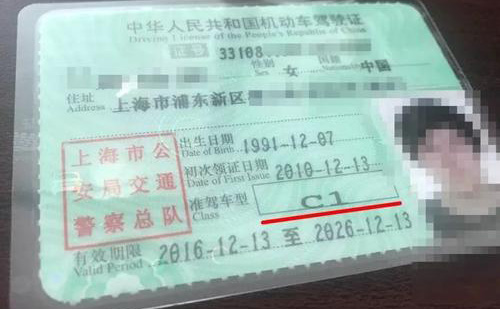 中华人民共和国机动车驾驶证
Driving License of the People's Republic of China
证号 33108
性别 女 国籍 中国
Sex Nationality
住址 上海市浦东新区
Address
上海市公
安局交通
警察总队
出生日期 1991-12-07
Date of Birth
初次领证日期 2010-12-13
Date of First Issue
准驾车型 C1
Class
有效期限 2016-12-13 至 2026-12-13
Valid Period